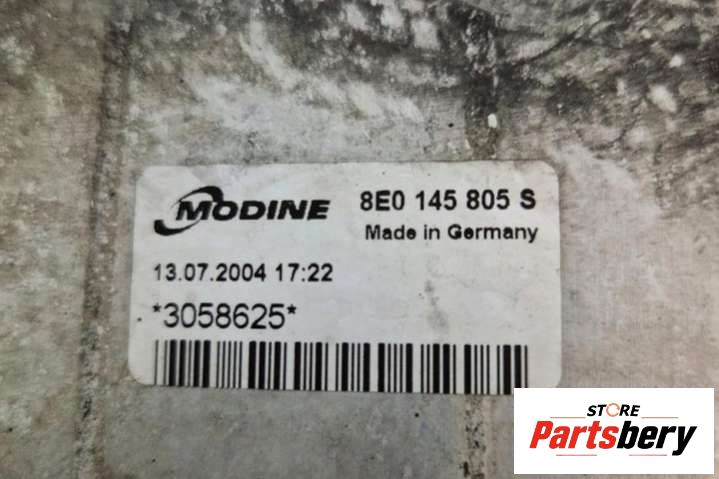 MODINE
8E0 145 805 S
Made in Germany
13.07.2004 17:22
*3058625*
STORE
Partsbery